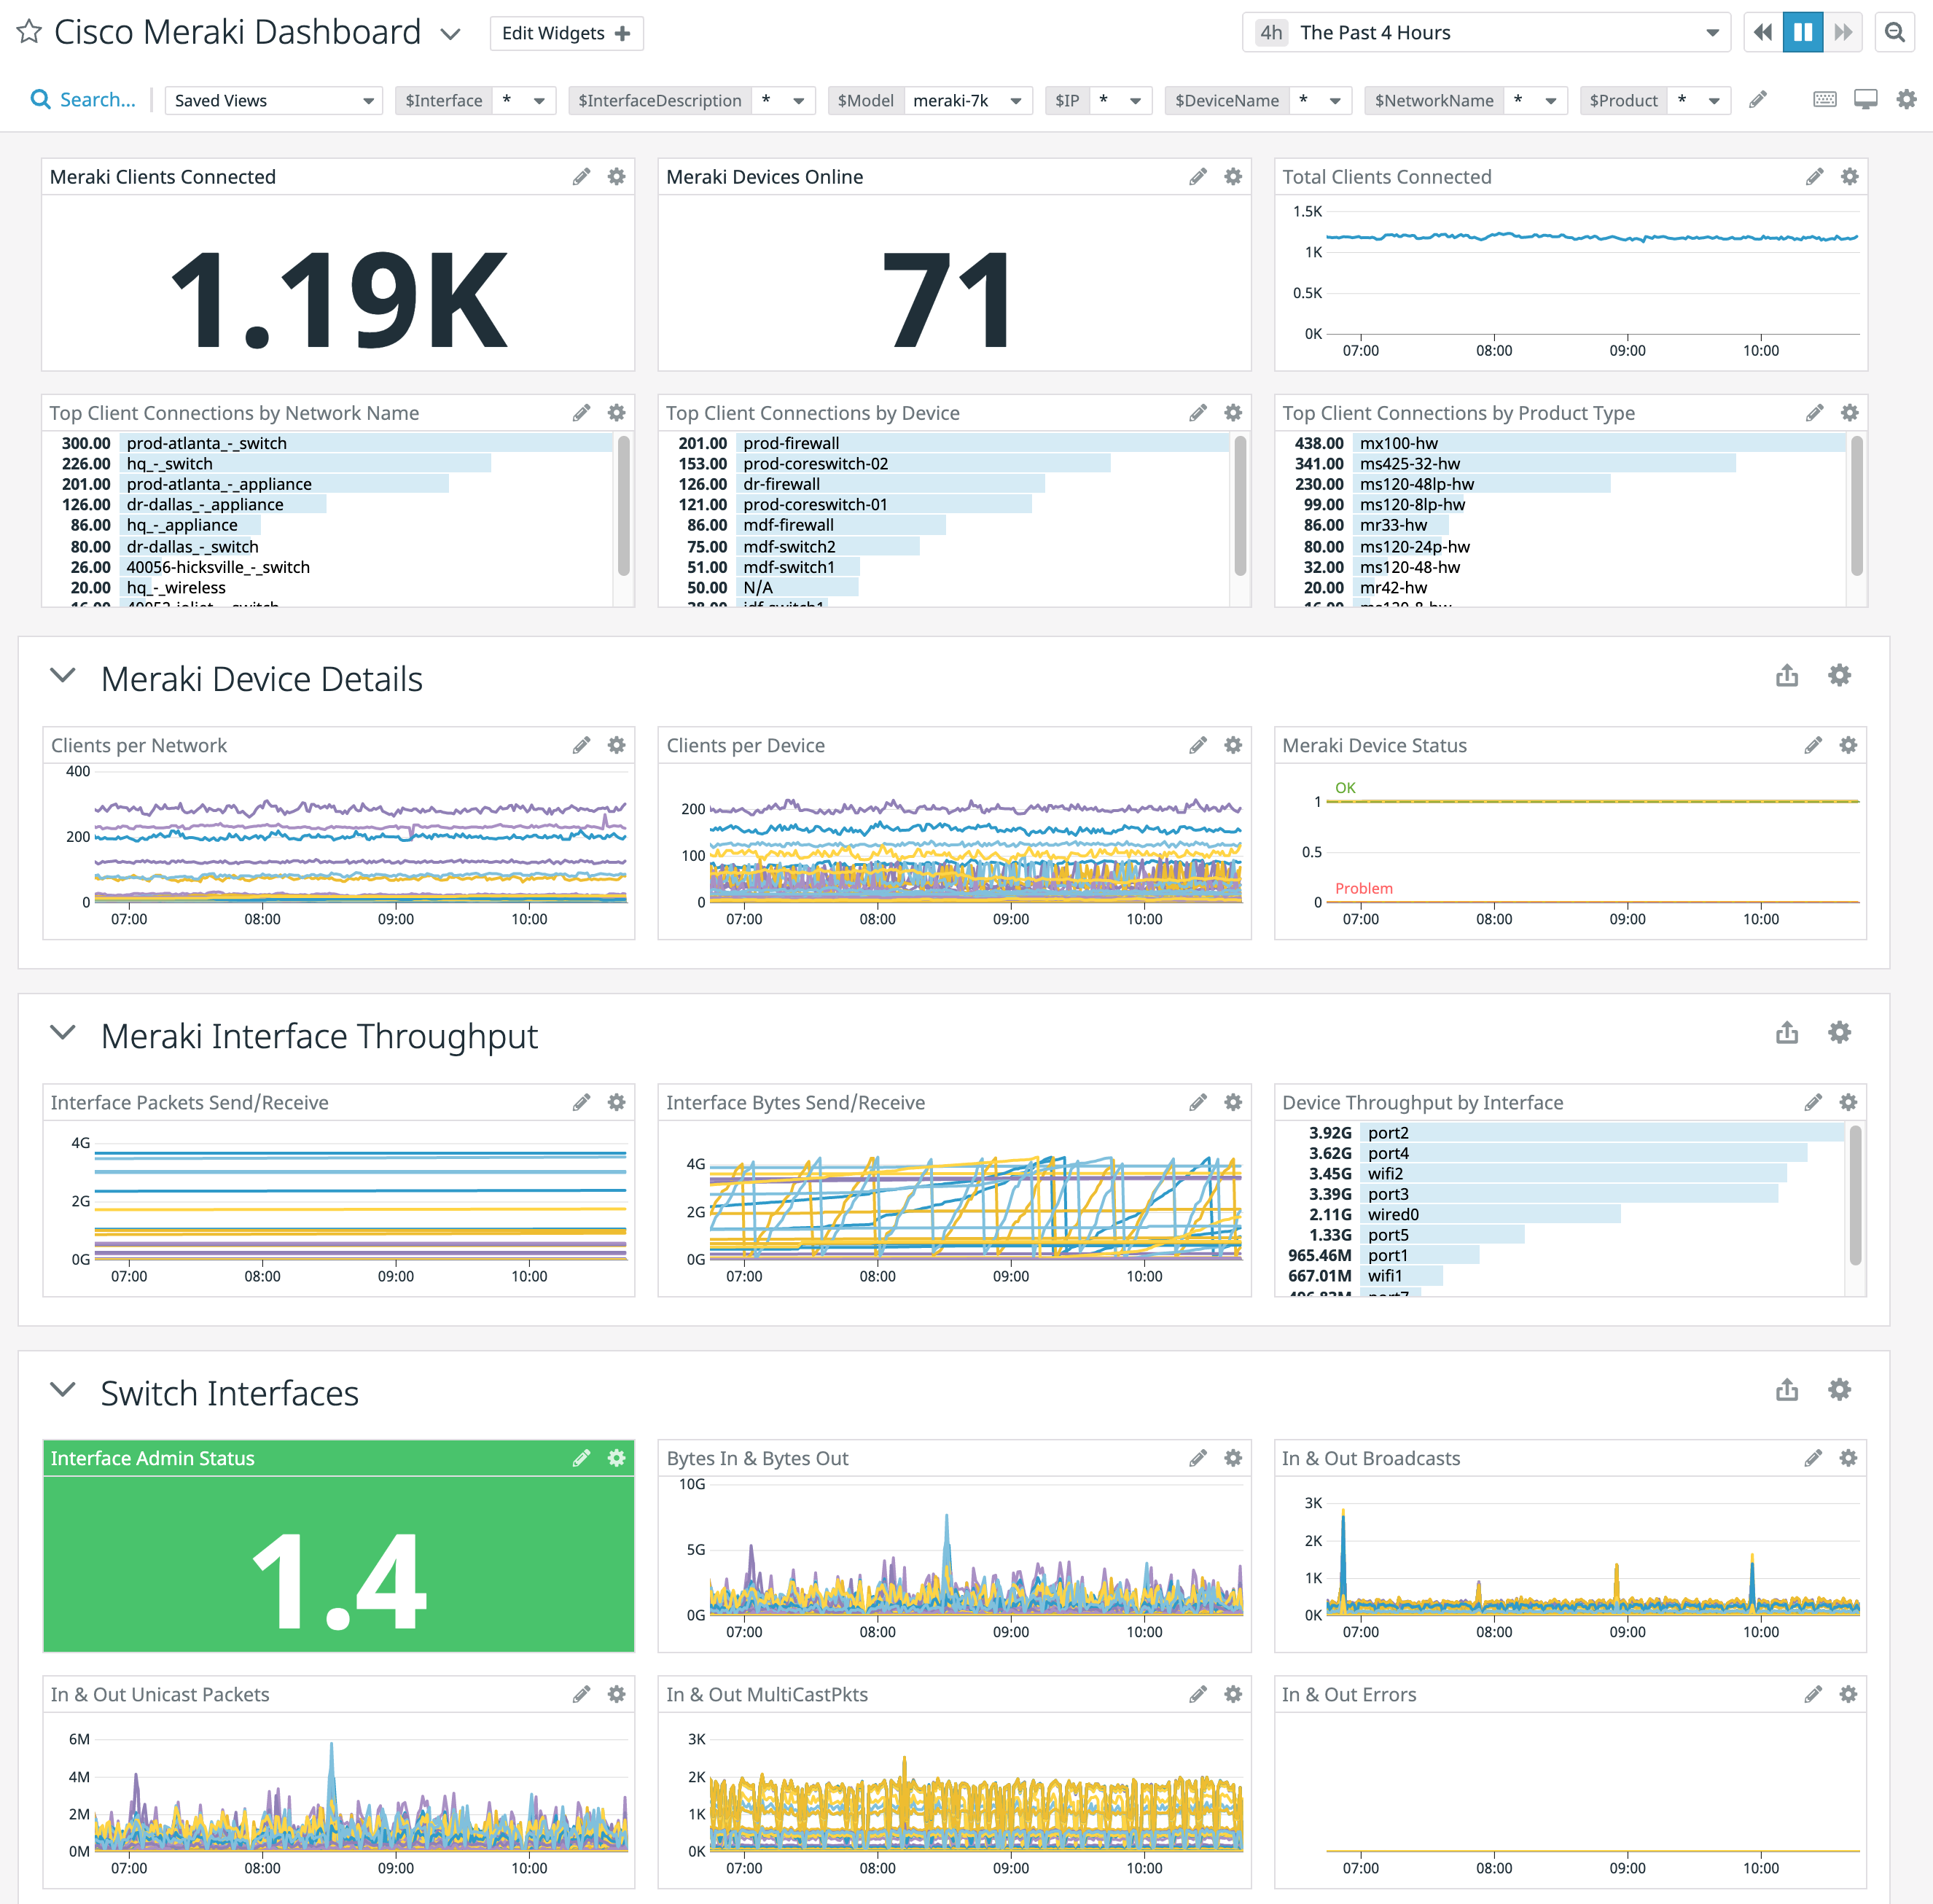 Cisco Meraki Dashboard
Edit Widgets
4h The Past 4 Hours
Search...
Saved Views
$Interface *
$InterfaceDescription *
$Model meraki-7k
$IP *
$DeviceName *
$NetworkName *
$Product *
Meraki Clients Connected
1.19K
Meraki Devices Online
71
Total Clients Connected
1.5K
1K
0.5K
0K
07:00 08:00 09:00 10:00
Top Client Connections by Network Name
300.00 prod-atlanta_-_switch
226.00 hq_-_switch
201.00 prod-atlanta_-_appliance
126.00 dr-dallas_-_appliance
86.00 hq_-_appliance
80.00 dr-dallas_-_switch
26.00 40056-hicksville_-_switch
20.00 hq_-_wireless
Top Client Connections by Device
201.00 prod-firewall
153.00 prod-coreswitch-02
126.00 dr-firewall
121.00 prod-coreswitch-01
86.00 mdf-firewall
75.00 mdf-switch2
51.00 mdf-switch1
50.00 N/A
Top Client Connections by Product Type
438.00 mx100-hw
341.00 ms425-32-hw
230.00 ms120-48lp-hw
99.00 ms120-8lp-hw
86.00 mr33-hw
80.00 ms120-24p-hw
32.00 ms120-48-hw
20.00 mr42-hw
Meraki Device Details
Clients per Network
400
200
0
07:00 08:00 09:00 10:00
Clients per Device
200
100
0
07:00 08:00 09:00 10:00
Meraki Device Status
OK
1
0.5
Problem
0
07:00 08:00 09:00 10:00
Meraki Interface Throughput
Interface Packets Send/Receive
4G
2G
0G
07:00 08:00 09:00 10:00
Interface Bytes Send/Receive
4G
2G
0G
07:00 08:00 09:00 10:00
Device Throughput by Interface
3.92G port2
3.62G port4
3.45G wifi2
3.39G port3
2.11G wired0
1.33G port5
965.46M port1
667.01M wifi1
Switch Interfaces
Interface Admin Status
1.4
Bytes In & Bytes Out
10G
5G
0G
07:00 08:00 09:00 10:00
In & Out Broadcasts
3K
2K
1K
0K
07:00 08:00 09:00 10:00
In & Out Unicast Packets
6M
4M
2M
0M
07:00 08:00 09:00 10:00
In & Out MultiCastPkts
3K
2K
1K
0K
07:00 08:00 09:00 10:00
In & Out Errors
07:00 08:00 09:00 10:00